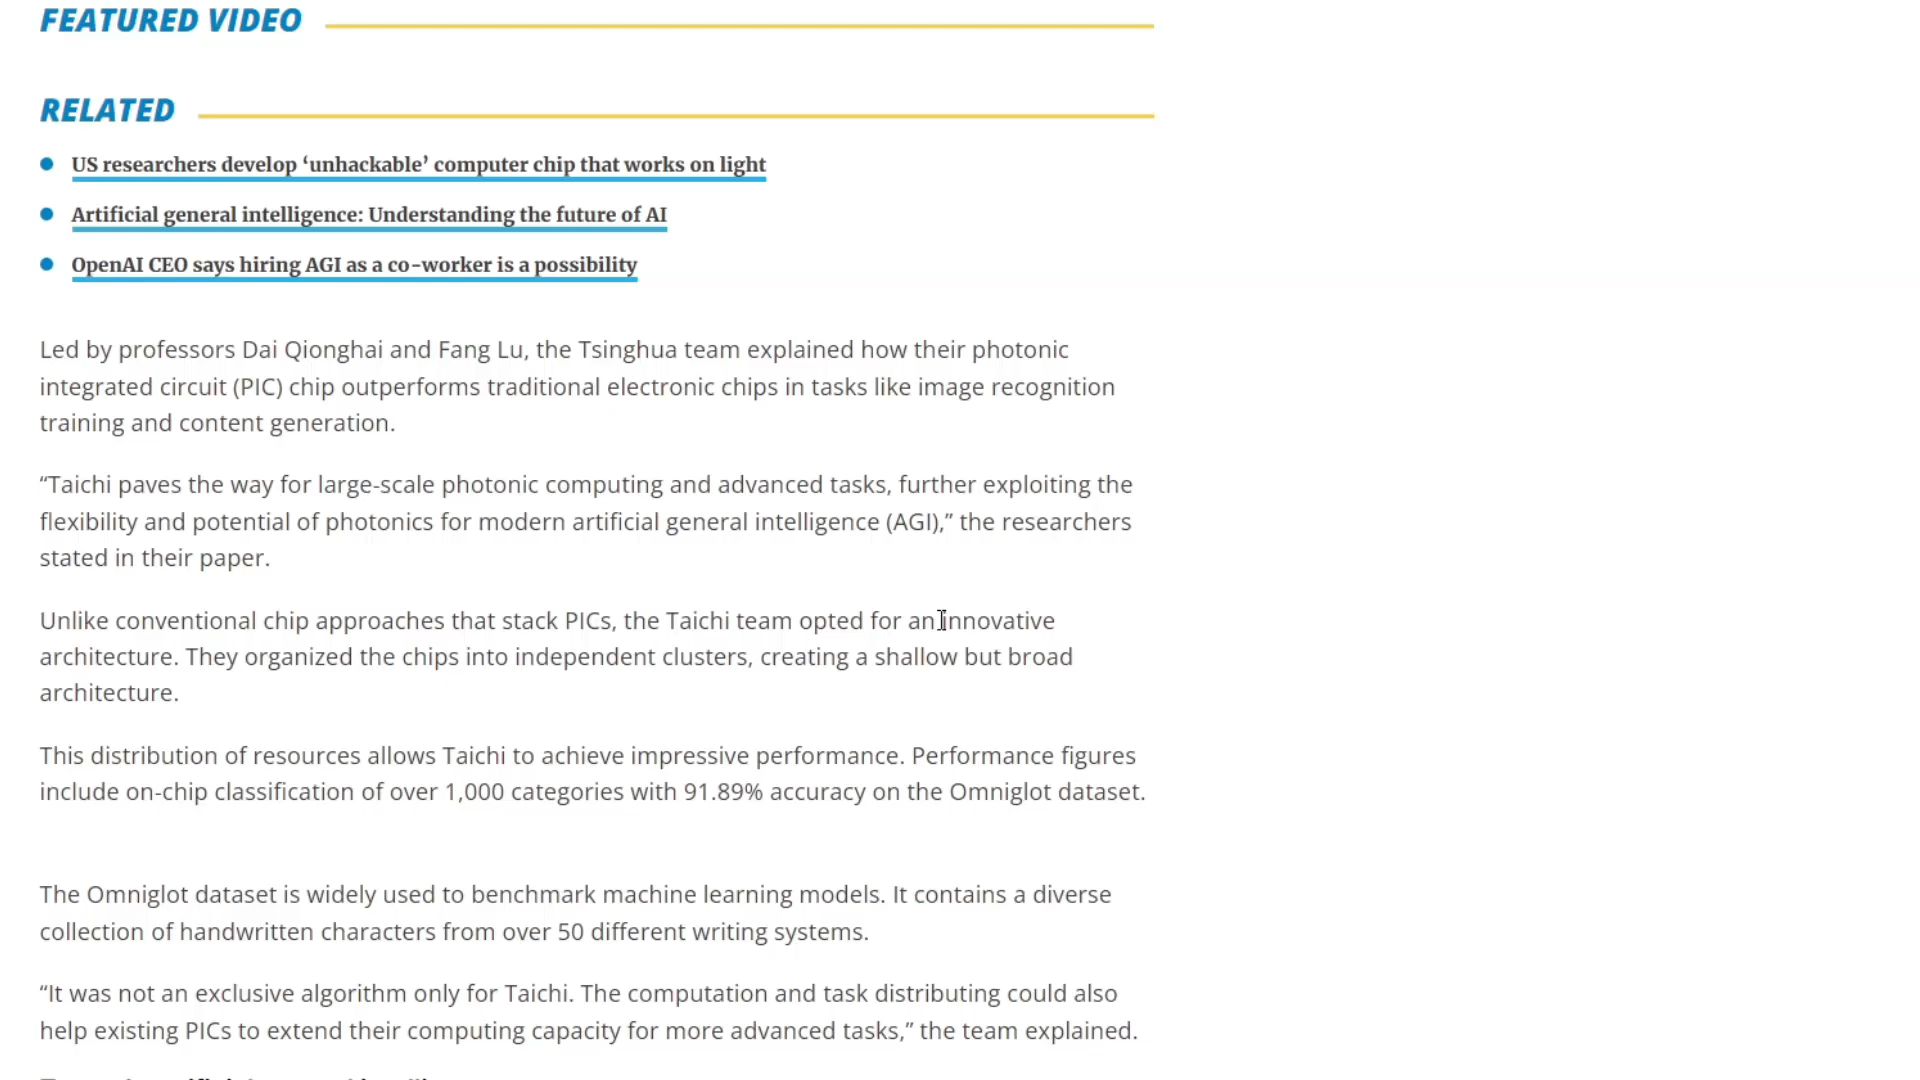 FEATURED VIDEO
RELATED
US researchers develop ‘unhackable’ computer chip that works on light
Artificial general intelligence: Understanding the future of AI
OpenAI CEO says hiring AGI as a co-worker is a possibility
Led by professors Dai Qionghai and Fang Lu, the Tsinghua team explained how their photonic
integrated circuit (PIC) chip outperforms traditional electronic chips in tasks like image recognition
training and content generation.
“Taichi paves the way for large-scale photonic computing and advanced tasks, further exploiting the
flexibility and potential of photonics for modern artificial general intelligence (AGI),” the researchers
stated in their paper.
Unlike conventional chip approaches that stack PICs, the Taichi team opted for an innovative
architecture. They organized the chips into independent clusters, creating a shallow but broad
architecture.
This distribution of resources allows Taichi to achieve impressive performance. Performance figures
include on-chip classification of over 1,000 categories with 91.89% accuracy on the Omniglot dataset.
The Omniglot dataset is widely used to benchmark machine learning models. It contains a diverse
collection of handwritten characters from over 50 different writing systems.
“It was not an exclusive algorithm only for Taichi. The computation and task distributing could also
help existing PICs to extend their computing capacity for more advanced tasks,” the team explained.